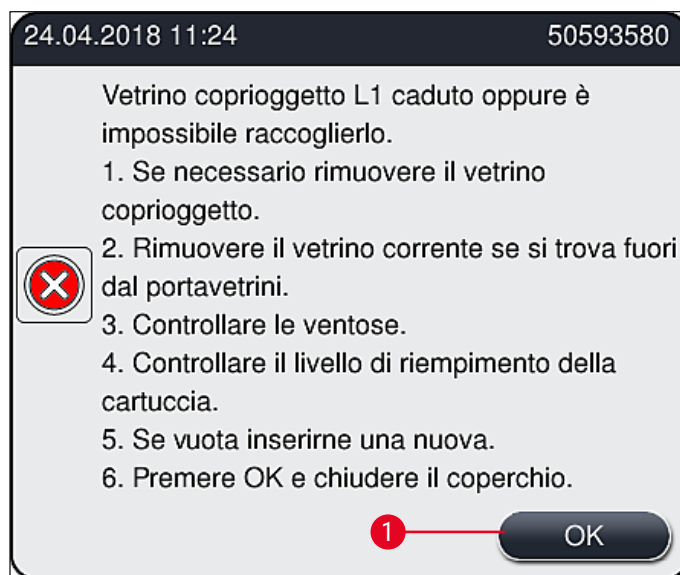 24.04.2018 11:24 50593580
Vetrino coprioggetto L1 caduto oppure è
impossibile raccoglierlo.
1. Se necessario rimuovere il vetrino
coprioggetto.
2. Rimuovere il vetrino corrente se si trova fuori
dal portavetrini.
3. Controllare le ventose.
4. Controllare il livello di riempimento della
cartuccia.
5. Se vuota inserirne una nuova.
6. Premere OK e chiudere il coperchio.
1 OK